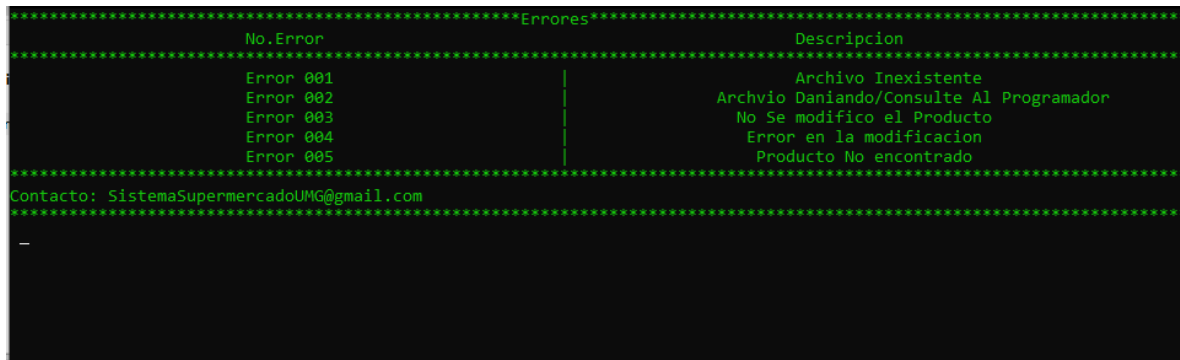 ****************************************************Errores************************************************************
No.Error Descripcion
***********************************************************************************************************************
Error 001 | Archivo Inexistente
Error 002 | Archvio Daniando/Consulte Al Programador
Error 003 | No Se modifico el Producto
Error 004 | Error en la modificacion
Error 005 | Producto No encontrado
***********************************************************************************************************************
Contacto: SistemaSupermercadoUMG@gmail.com
***********************************************************************************************************************
_